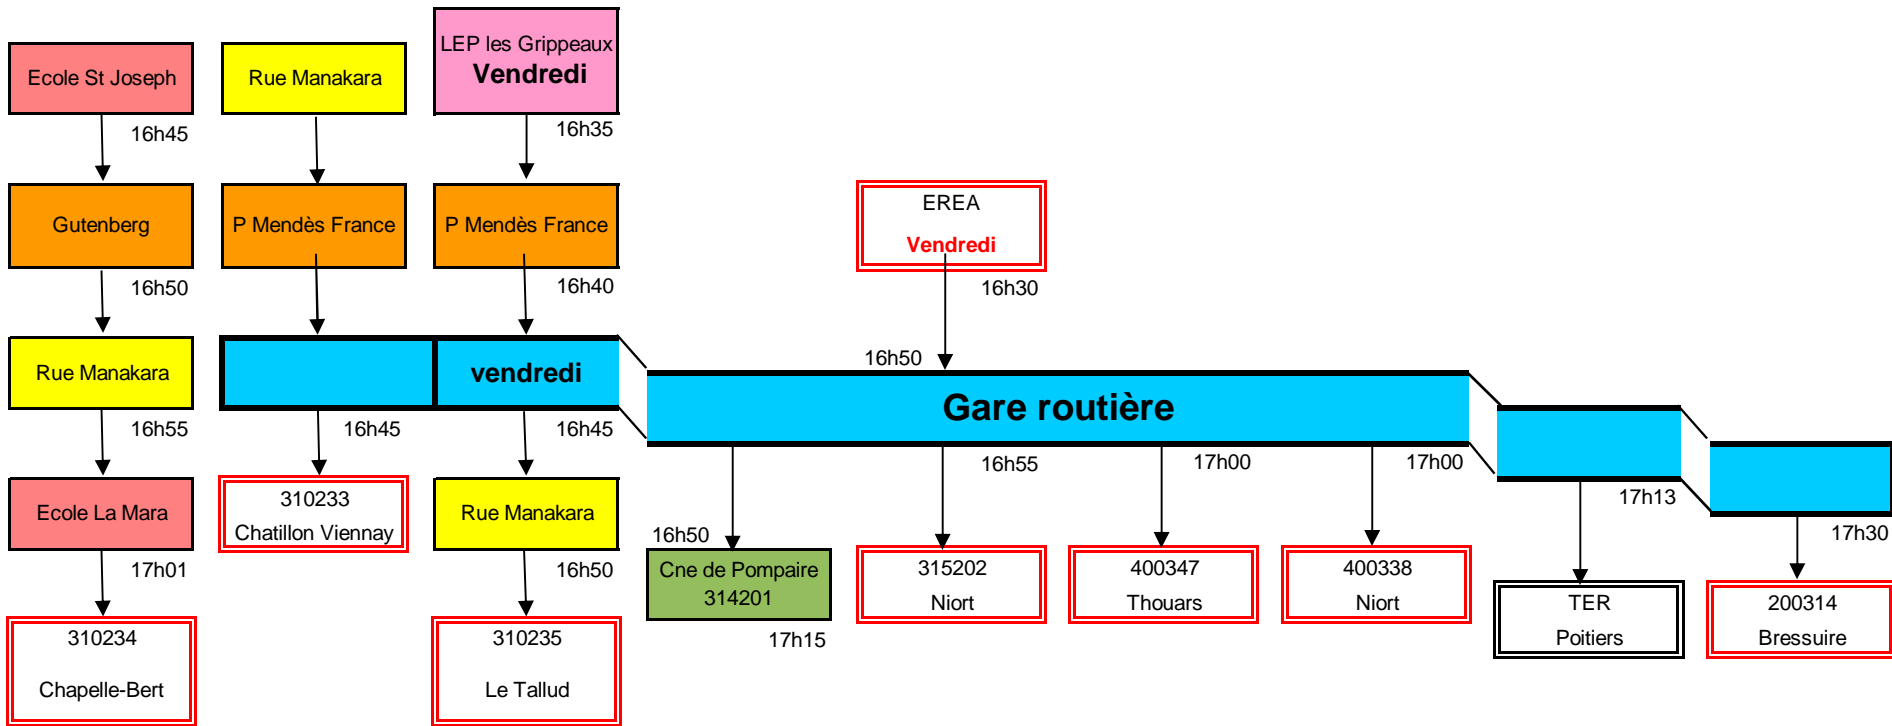 Ecole St Joseph
16h45
Gutenberg
16h50
Rue Manakara
16h55
Ecole La Mara
17h01
310234
Chapelle-Bert
Rue Manakara
P Mendès France
16h45
310233
Chatillon Viennay
LEP les Grippeaux
Vendredi
16h35
P Mendès France
16h40
vendredi
16h45
Rue Manakara
16h50
310235
Le Tallud
EREA
Vendredi
16h30
16h50
Gare routière
16h50
Cne de Pompaire
314201
17h15
16h55
315202
Niort
17h00
400347
Thouars
17h00
400338
Niort
17h13
TER
Poitiers
17h30
200314
Bressuire